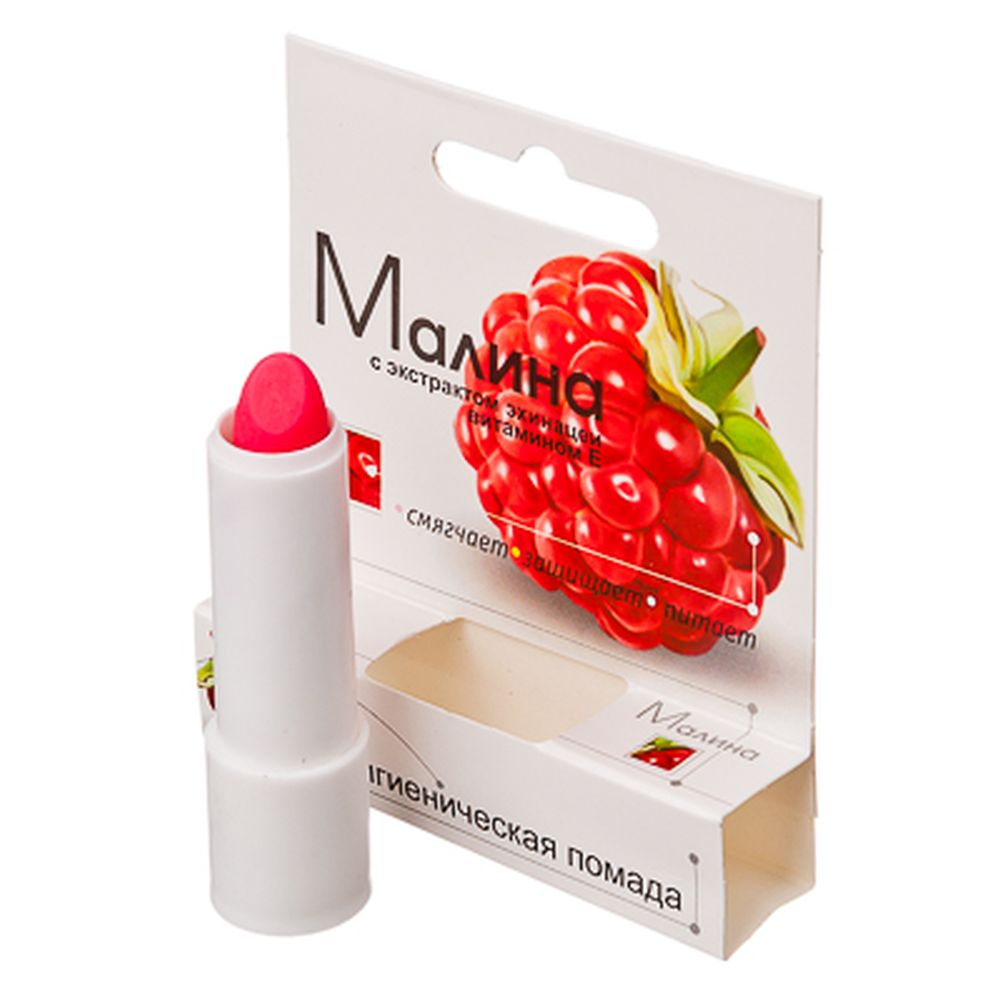 Малина
с экстрактом эхинацеи
витамином Е
смягчает • защищает • питает
Малина
гигиеническая помада